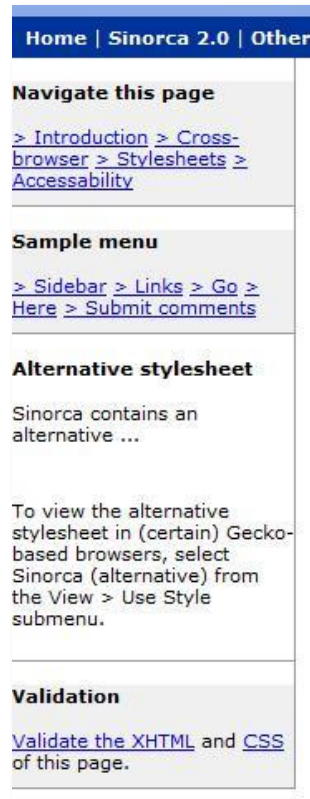 Home | Sinorca 2.0 | Other
Navigate this page
> Introduction > Cross-
browser > Stylesheets >
Accessability
Sample menu
> Sidebar > Links > Go >
Here > Submit comments
Alternative stylesheet
Sinorca contains an
alternative ...
To view the alternative
stylesheet in (certain) Gecko-
based browsers, select
Sinorca (alternative) from
the View > Use Style
submenu.
Validation
Validate the XHTML and CSS
of this page.